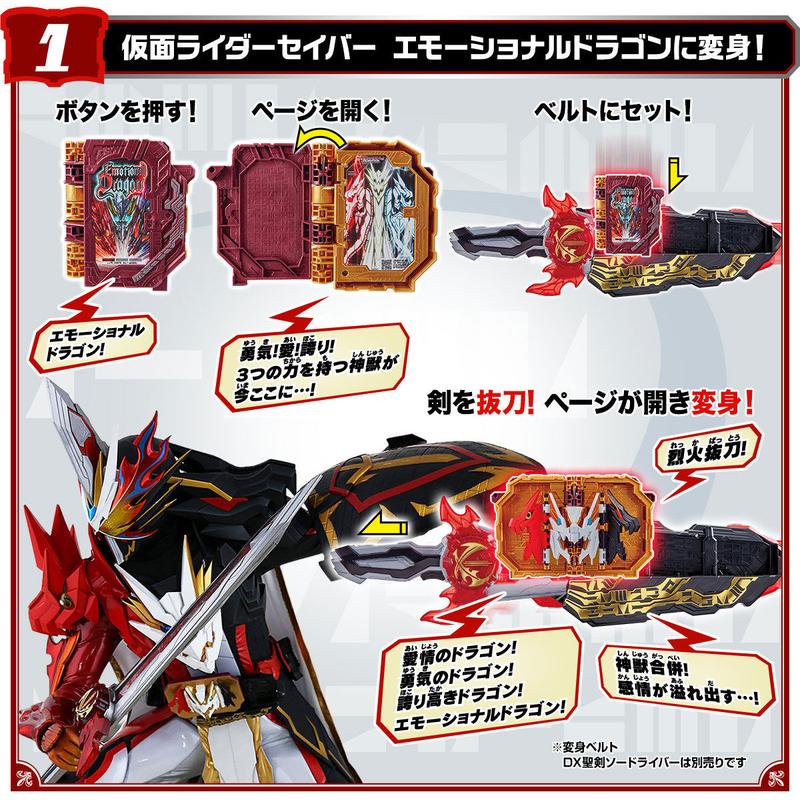 1
仮面ライダーセイバー エモーショナルドラゴンに変身！
ボタンを押す！
ページを開く！
ベルトにセット！
Emotional
Dragon
エモーショナル
ドラゴン！
勇気！愛！誇り！
3つの力を持つ神獣が
今ここに…！
剣を抜刀！ ページが開き変身！
烈火抜刀！
愛情のドラゴン！
勇気のドラゴン！
誇り高きドラゴン！
エモーショナルドラゴン！
神獣合併！
感情が溢れ出す…！
※変身ベルト
DX聖剣ソードライバーは別売りです